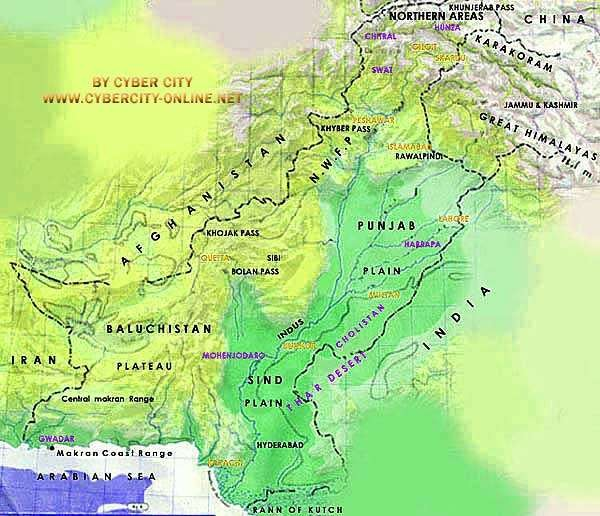 KHUNJERAB PASS
NORTHERN AREAS
CHINA
HUNZA
CHITRAL
GILGIT
KARAKORAM
SKARDU
SWAT
BY CYBER CITY
WWW.CYBERCITY-ONLINE.NET
JAMMU & KASHMIR
PESHAWAR
GREAT HIMALAYAS
KHYBER PASS
ISLAMABAD
RAWALPINDI
N.W.F.P
AFGHANISTAN
LAHORE
PUNJAB
KHOJAK PASS
HARRAPA
QUETTA
SIBI
BOLAN PASS
PLAIN
MULTAN
INDIA
CHOLISTAN
BALUCHISTAN
INDUS
SUKKUR
IRAN
MOHENJODARO
PLATEAU
THAR DESERT
SIND
Central makran Range
PLAIN
GWADAR
HYDERABAD
Makran Coast Range
KARACHI
ARABIAN SEA
RANN OF KUTCH